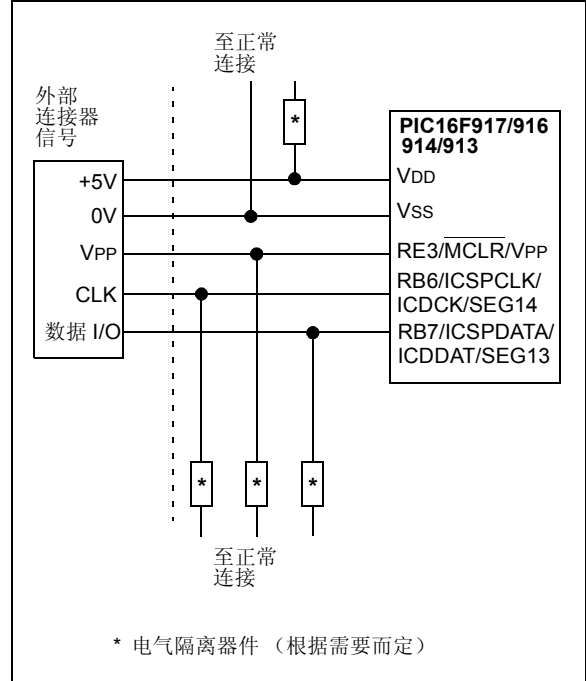 至正常
连接
外部
连接器
信号
*
PIC16F917/916
914/913
+5V
VDD
0V
VSS
VPP
RE3/MCLR/VPP
CLK
RB6/ICSPCLK/
ICDCK/SEG14
数据 I/O
RB7/ICSPDATA/
ICDDAT/SEG13
* * *
至正常
连接
* 电气隔离器件 （根据需要而定）